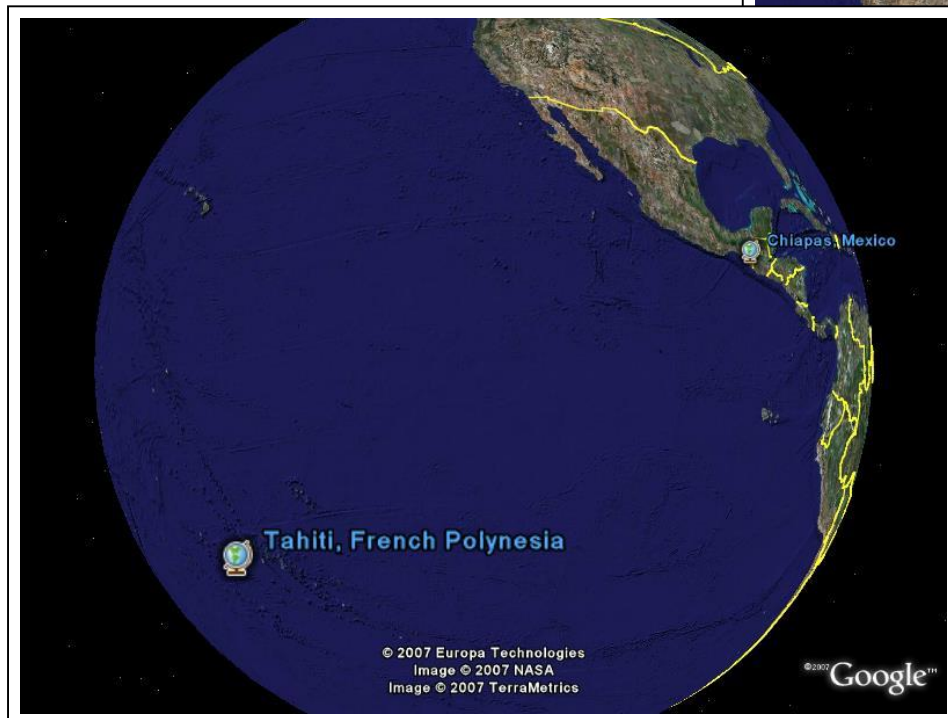 Chiapas, Mexico
Tahiti, French Polynesia
© 2007 Europa Technologies
Image © 2007 NASA
Image © 2007 TerraMetrics
©2007 Google™